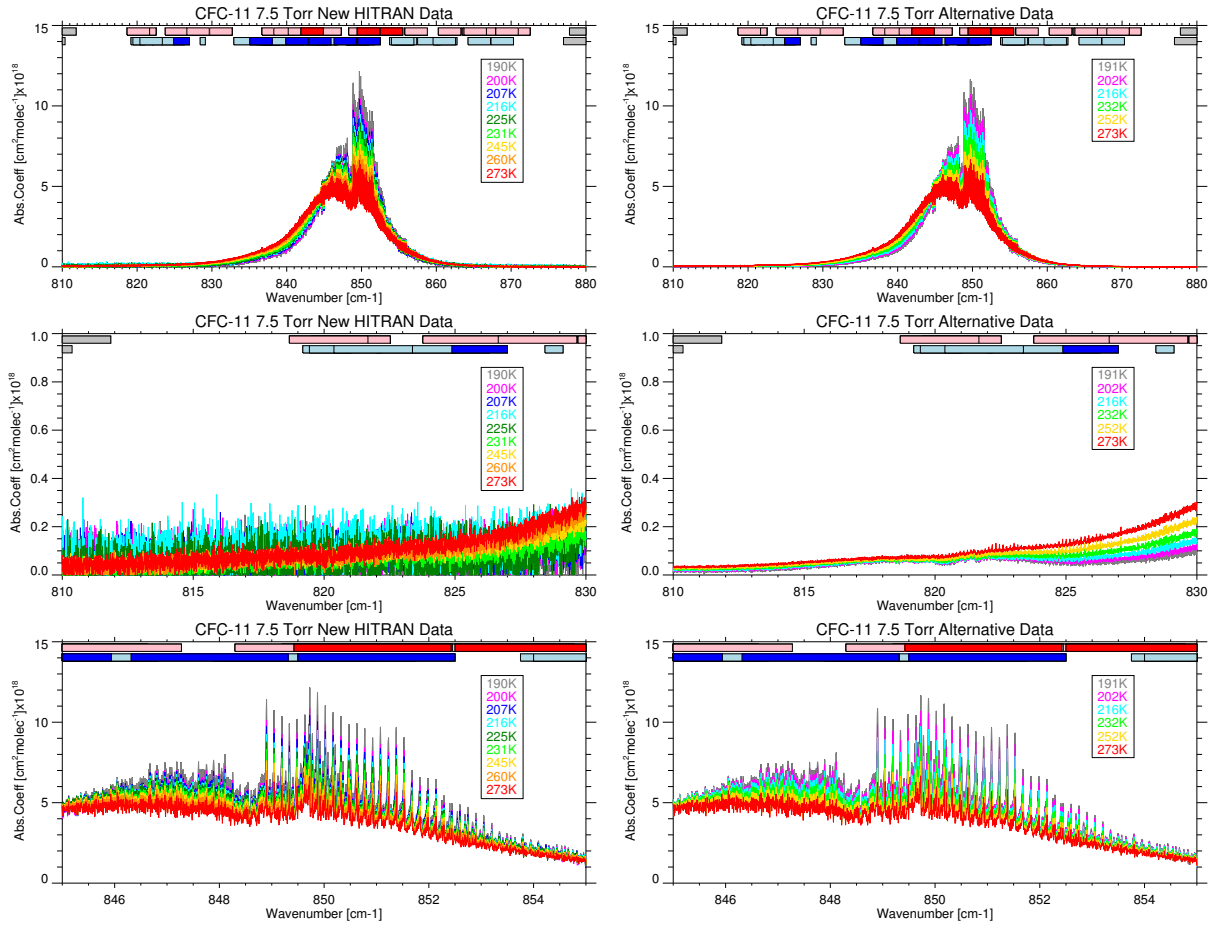 CFC-11 7.5 Torr New HITRAN Data
Abs.Coeff [cm²molec⁻¹]x10¹⁸
15
10
5
0
190K
200K
207K
216K
225K
231K
245K
260K
273K
810 820 830 840 850 860 870 880
Wavenumber [cm-1]
CFC-11 7.5 Torr Alternative Data
Abs.Coeff [cm²molec⁻¹]x10¹⁸
15
10
5
0
191K
202K
216K
232K
252K
273K
810 820 830 840 850 860 870 880
Wavenumber [cm-1]
CFC-11 7.5 Torr New HITRAN Data
Abs.Coeff [cm²molec⁻¹]x10¹⁸
1.0
0.8
0.6
0.4
0.2
0.0
190K
200K
207K
216K
225K
231K
245K
260K
273K
810 815 820 825 830
Wavenumber [cm-1]
CFC-11 7.5 Torr Alternative Data
Abs.Coeff [cm²molec⁻¹]x10¹⁸
1.0
0.8
0.6
0.4
0.2
0.0
191K
202K
216K
232K
252K
273K
810 815 820 825 830
Wavenumber [cm-1]
CFC-11 7.5 Torr New HITRAN Data
Abs.Coeff [cm²molec⁻¹]x10¹⁸
15
10
5
0
190K
200K
207K
216K
225K
231K
245K
260K
273K
846 848 850 852 854
Wavenumber [cm-1]
CFC-11 7.5 Torr Alternative Data
Abs.Coeff [cm²molec⁻¹]x10¹⁸
15
10
5
0
191K
202K
216K
232K
252K
273K
846 848 850 852 854
Wavenumber [cm-1]